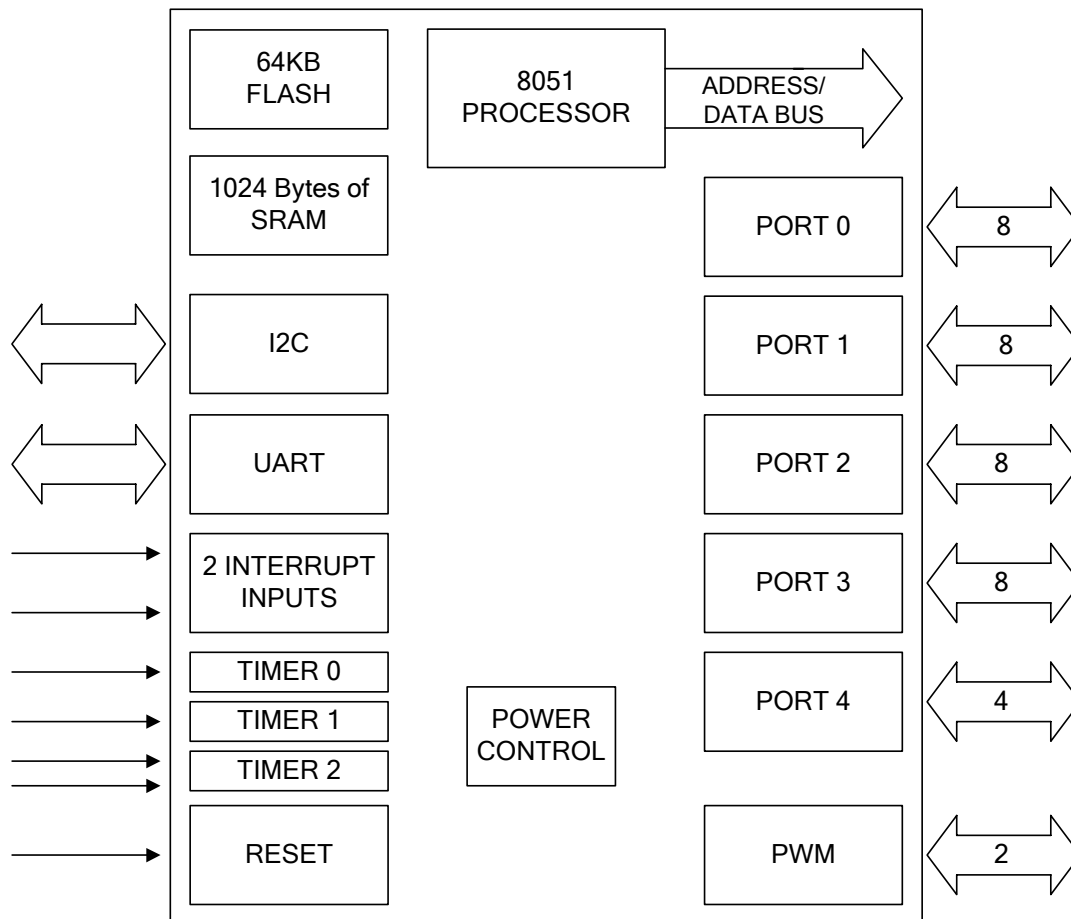 64KB
FLASH
8051
PROCESSOR
ADDRESS/
DATA BUS
1024 Bytes of
SRAM
PORT 0
8
I2C
PORT 1
8
UART
PORT 2
8
2 INTERRUPT
INPUTS
PORT 3
8
TIMER 0
TIMER 1
TIMER 2
POWER
CONTROL
PORT 4
4
RESET
PWM
2